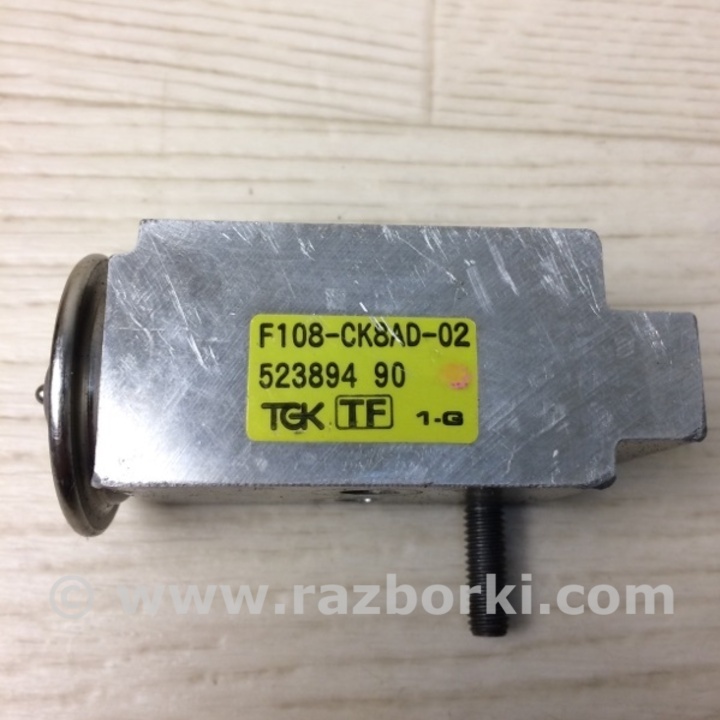 F108-CK8AD-02
523894 90
TGK TF 1-G
© www.razborki.com